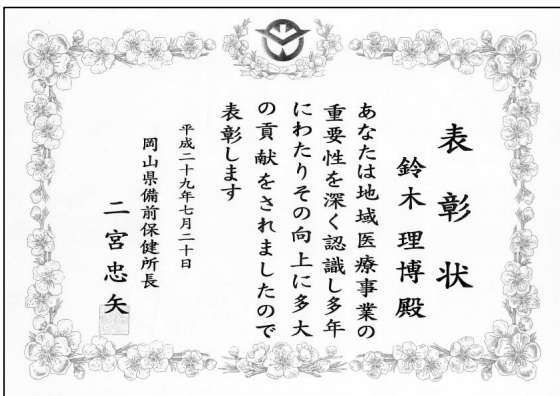 表彰状
鈴木理博殿
あなたは地域医療事業の
重要性を深く認識し多年
にわたりその向上に多大
の貢献をされましたので
表彰します
平成二十九年七月二十日
岡山県備前保健所長
二宮忠矢